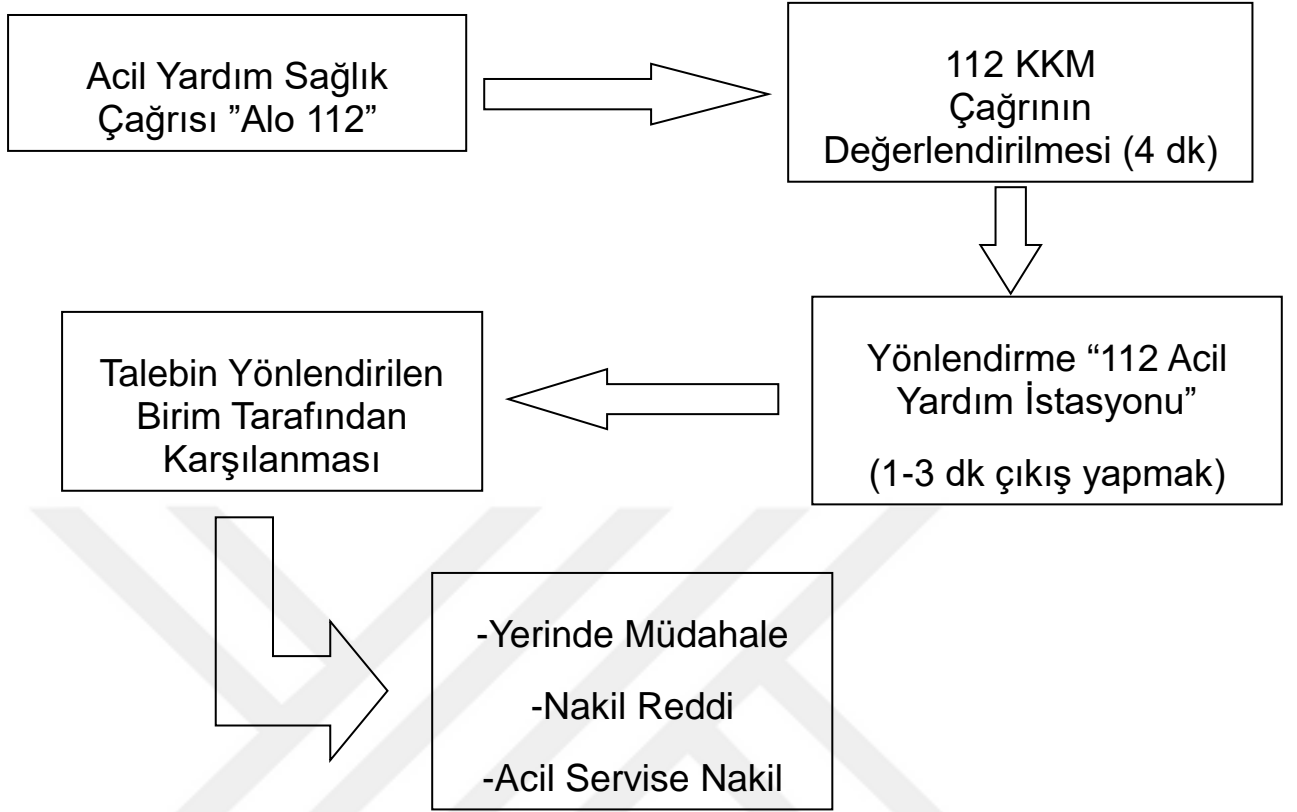 Acil Yardım Sağlık
Çağrısı ”Alo 112”
112 KKM
Çağrının
Değerlendirilmesi (4 dk)
Yönlendirme “112 Acil
Yardım İstasyonu”
(1-3 dk çıkış yapmak)
Talebin Yönlendirilen
Birim Tarafından
Karşılanması
-Yerinde Müdahale
-Nakil Reddi
-Acil Servise Nakil